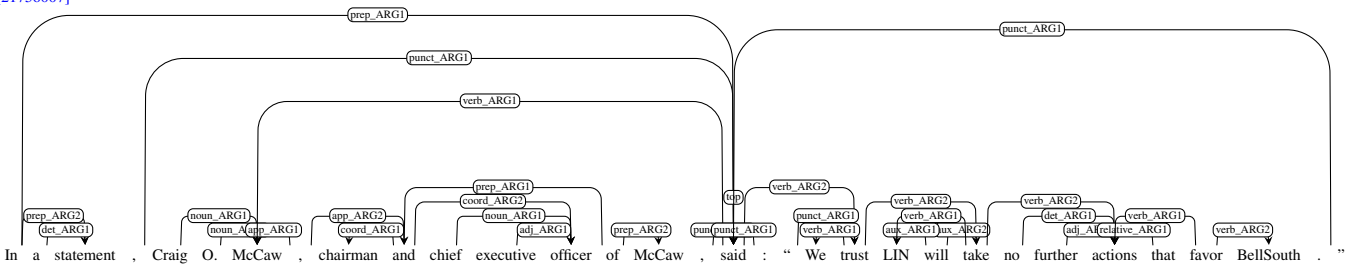 prep_ARG1
punct_ARG1
punct_ARG1
verb_ARG1
prep_ARG1
verb_ARG2
top
coord_ARG2
verb_ARG2
verb_ARG2
prep_ARG2
noun_ARG1
app_ARG2
noun_ARG1
punct_ARG1
verb_ARG1
det_ARG1
verb_ARG1
det_ARG1
app_ARG1
coord_ARG1
adj_ARG1
prep_ARG2
punct_ARG1
verb_ARG1
aux_ARG1
relative_ARG1
verb_ARG2
In a statement , Craig O. McCaw , chairman and chief executive officer of McCaw , said : “ We trust LIN will take no further actions that favor BellSouth . ”